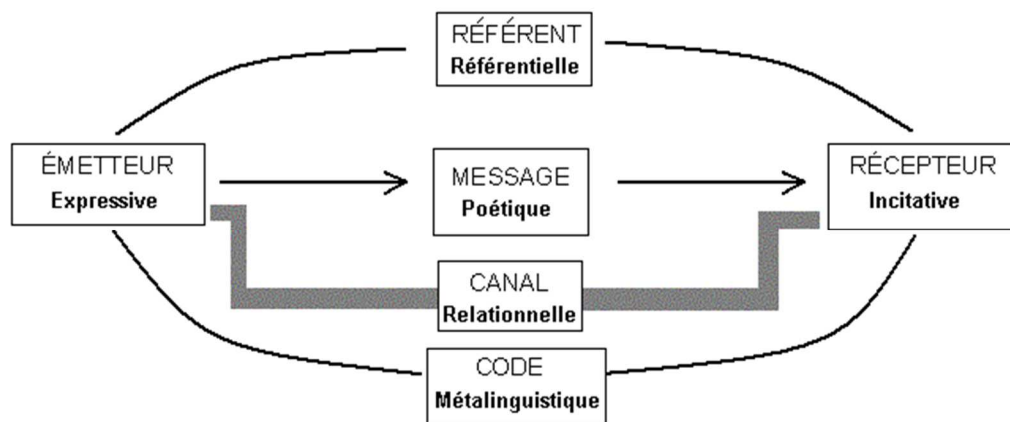 RÉFÉRENT
Référentielle
ÉMETTEUR
Expressive
MESSAGE
Poétique
RÉCEPTEUR
Incitative
CANAL
Relationnelle
CODE
Métalinguistique